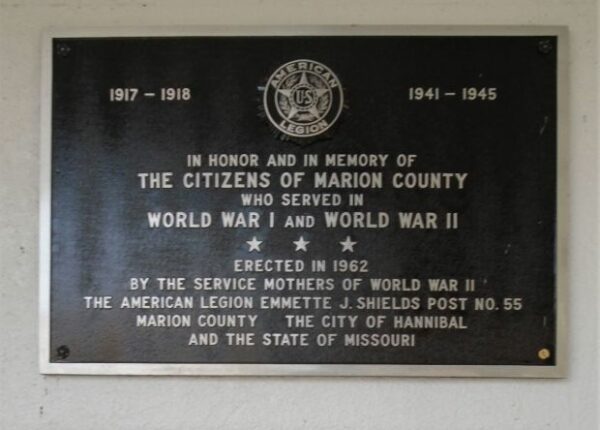 AMERICAN
U·S
LEGION
1917 – 1918
1941 – 1945
IN HONOR AND IN MEMORY OF
THE CITIZENS OF MARION COUNTY
WHO SERVED IN
WORLD WAR I AND WORLD WAR II
ERECTED IN 1962
BY THE SERVICE MOTHERS OF WORLD WAR II
THE AMERICAN LEGION EMMETTE J. SHIELDS POST NO. 55
MARION COUNTY THE CITY OF HANNIBAL
AND THE STATE OF MISSOURI